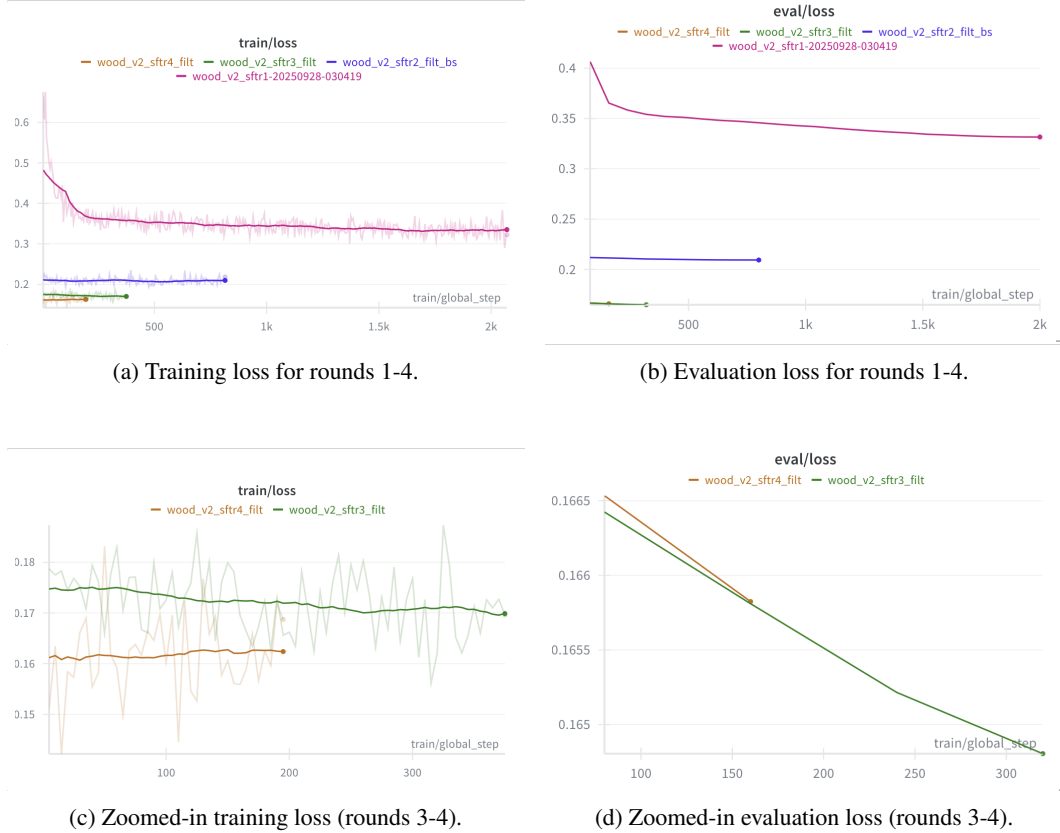 train/loss
wood_v2_sftr4_filt wood_v2_sftr3_filt wood_v2_sftr2_filt_bs
wood_v2_sftr1-20250928-030419
0.6
0.5
0.4
0.3
0.2
train/global_step
500 1k 1.5k 2k
(a) Training loss for rounds 1-4.
eval/loss
wood_v2_sftr4_filt wood_v2_sftr3_filt wood_v2_sftr2_filt_bs
wood_v2_sftr1-20250928-030419
0.4
0.35
0.3
0.25
0.2
train/global_step
500 1k 1.5k 2k
(b) Evaluation loss for rounds 1-4.
train/loss
wood_v2_sftr4_filt wood_v2_sftr3_filt
0.18
0.17
0.16
0.15
train/global_step
100 200 300
(c) Zoomed-in training loss (rounds 3-4).
eval/loss
wood_v2_sftr4_filt wood_v2_sftr3_filt
0.1665
0.166
0.1655
0.165
train/global_step
100 150 200 250 300
(d) Zoomed-in evaluation loss (rounds 3-4).